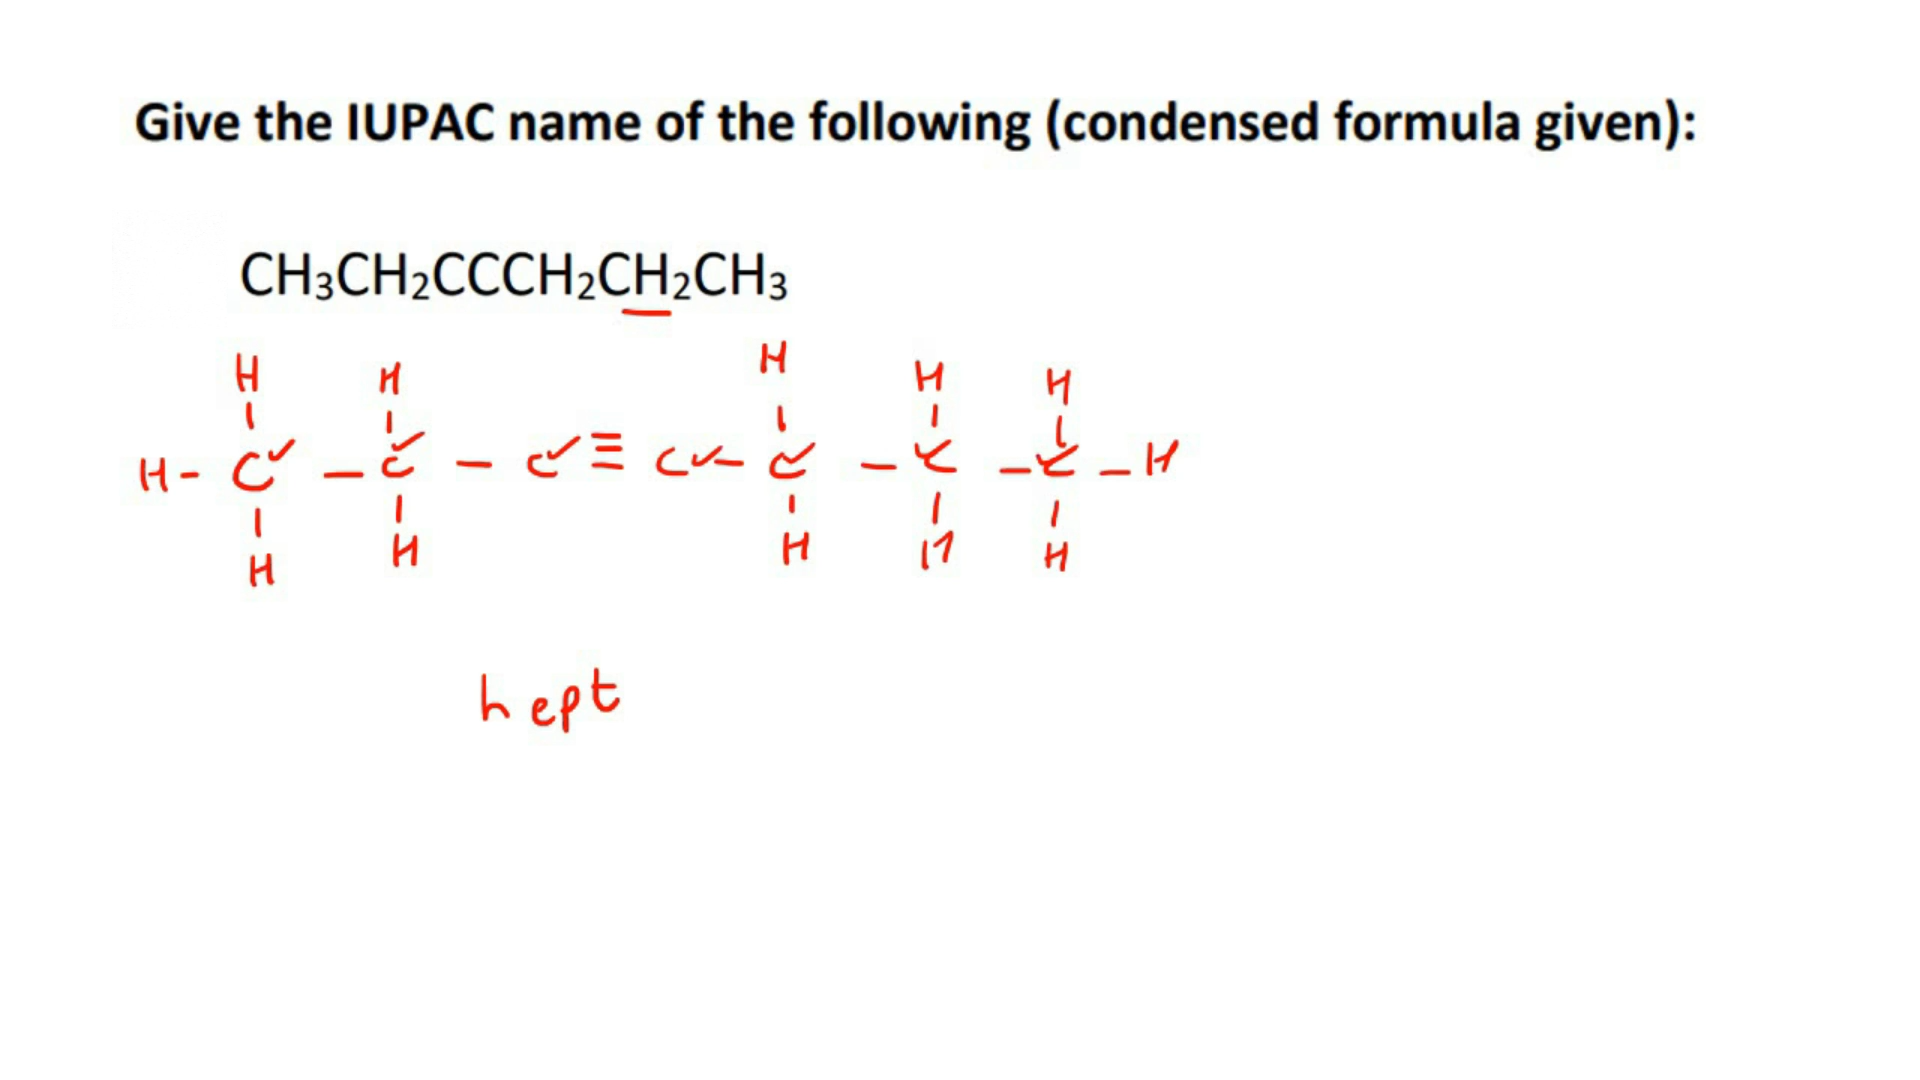 Give the IUPAC name of the following (condensed formula given):
CH₃CH₂CCCH₂CH₂CH₃
H H H H H
H - C - C - C ≡ C - C - C - C - H
H H H H H
hept